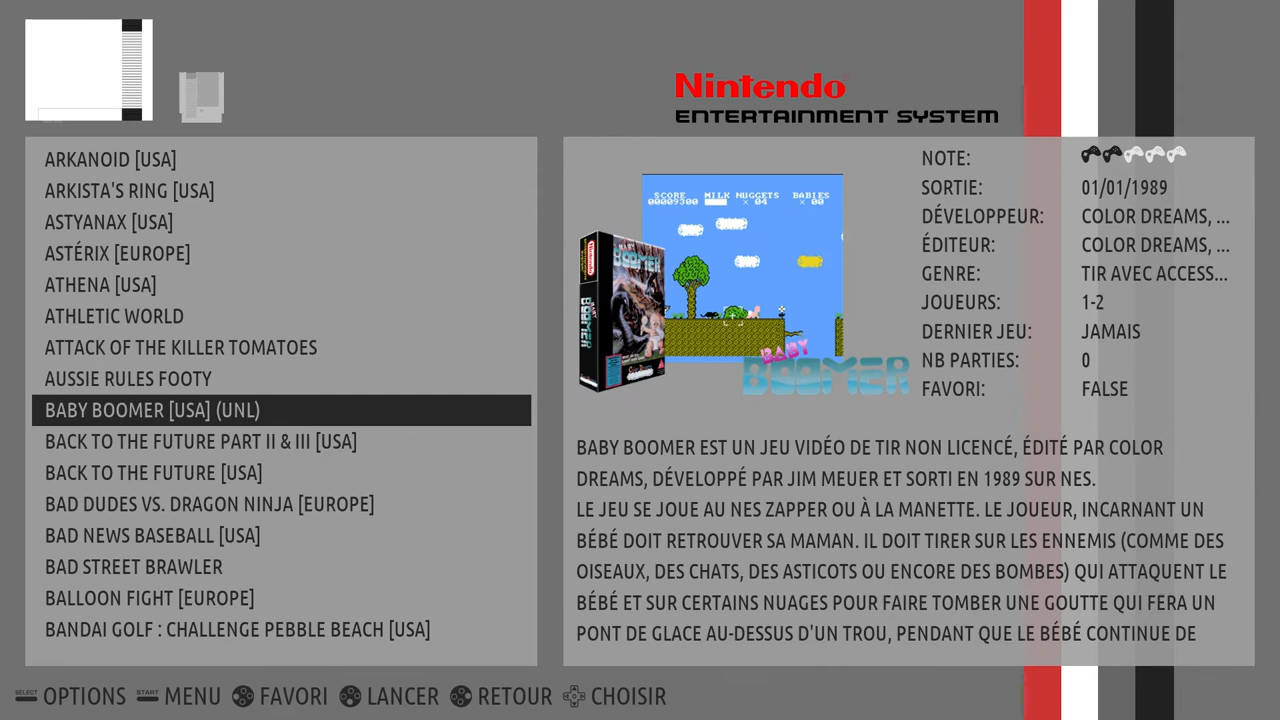 Nintendo
ENTERTAINMENT SYSTEM
ARKANOID [USA]
ARKISTA'S RING [USA]
ASTYANAX [USA]
ASTÉRIX [EUROPE]
ATHENA [USA]
ATHLETIC WORLD
ATTACK OF THE KILLER TOMATOES
AUSSIE RULES FOOTY
BABY BOOMER [USA] (UNL)
BACK TO THE FUTURE PART II & III [USA]
BACK TO THE FUTURE [USA]
BAD DUDES VS. DRAGON NINJA [EUROPE]
BAD NEWS BASEBALL [USA]
BAD STREET BRAWLER
BALLOON FIGHT [EUROPE]
BANDAI GOLF : CHALLENGE PEBBLE BEACH [USA]
SCORE MILK NUGGETS BABIES
00009300 × 04 × 00
Nintendo
BABY
BOOMER
BABY
BOOMER
BABY
BOOMER
NOTE:
SORTIE: 01/01/1989
DÉVELOPPEUR: COLOR DREAMS, ...
ÉDITEUR: COLOR DREAMS, ...
GENRE: TIR AVEC ACCESS...
JOUEURS: 1-2
DERNIER JEU: JAMAIS
NB PARTIES: 0
FAVORI: FALSE
BABY BOOMER EST UN JEU VIDÉO DE TIR NON LICENCÉ, ÉDITÉ PAR COLOR
DREAMS, DÉVELOPPÉ PAR JIM MEUER ET SORTI EN 1989 SUR NES.
LE JEU SE JOUE AU NES ZAPPER OU À LA MANETTE. LE JOUEUR, INCARNANT UN
BÉBÉ DOIT RETROUVER SA MAMAN. IL DOIT TIRER SUR LES ENNEMIS (COMME DES
OISEAUX, DES CHATS, DES ASTICOTS OU ENCORE DES BOMBES) QUI ATTAQUENT LE
BÉBÉ ET SUR CERTAINS NUAGES POUR FAIRE TOMBER UNE GOUTTE QUI FERA UN
PONT DE GLACE AU-DESSUS D'UN TROU, PENDANT QUE LE BÉBÉ CONTINUE DE
SELECT OPTIONS START MENU FAVORI LANCER RETOUR CHOISIR